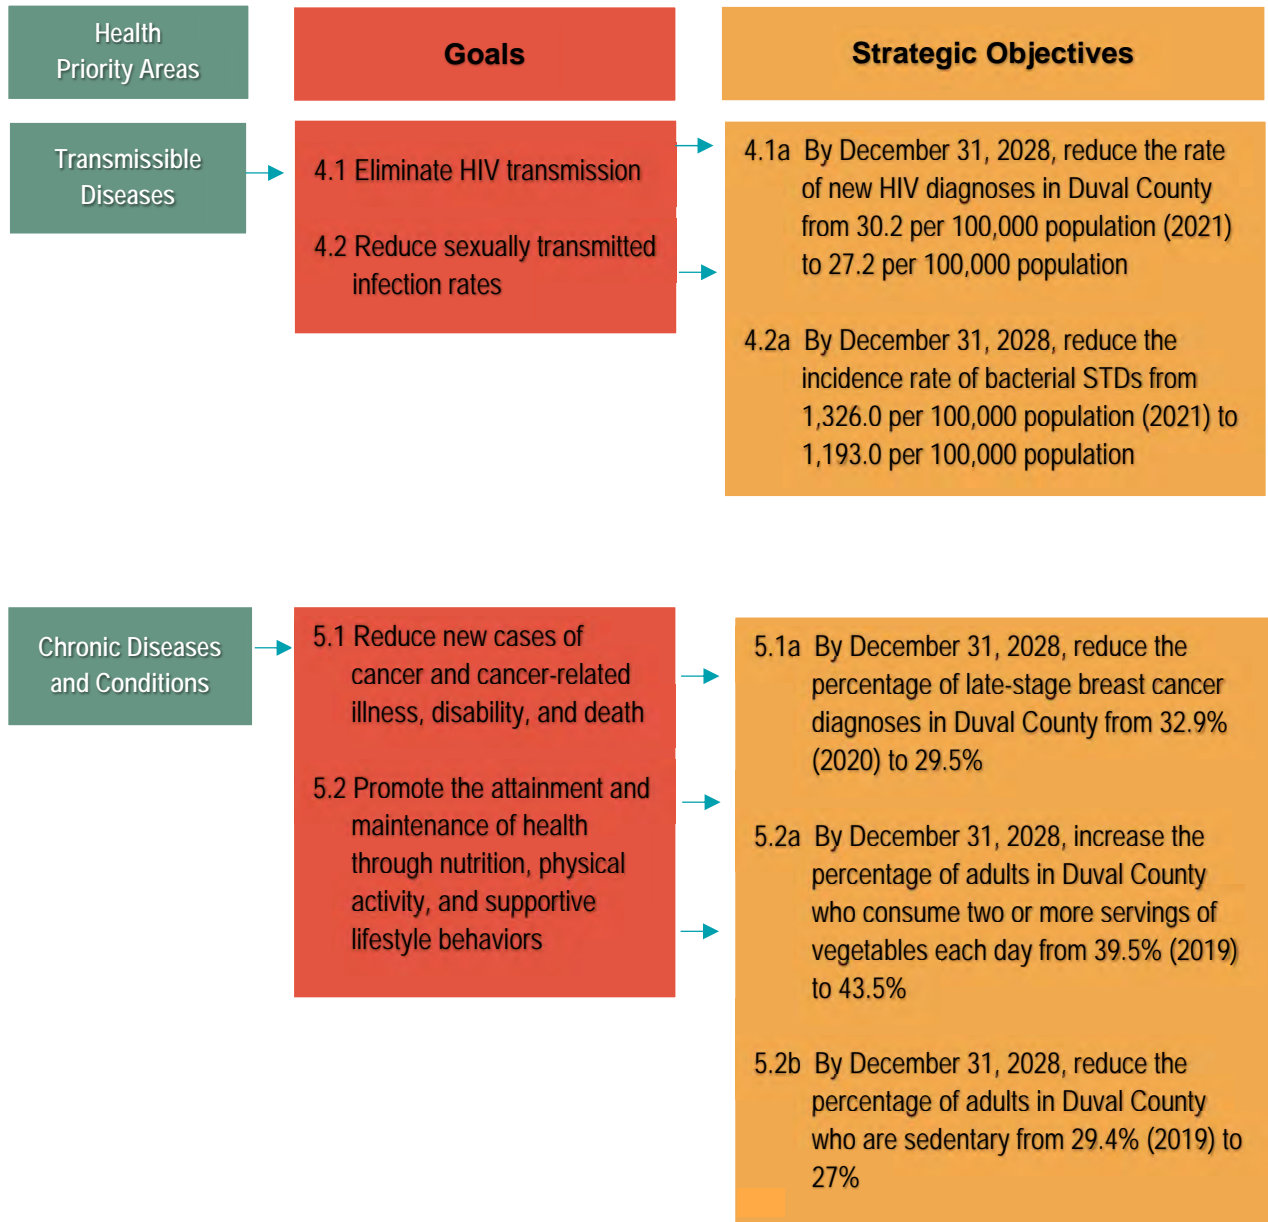 Health
Priority Areas
Goals
Strategic Objectives
Transmissible
Diseases
4.1 Eliminate HIV transmission
4.2 Reduce sexually transmitted
infection rates
4.1a By December 31, 2028, reduce the rate
of new HIV diagnoses in Duval County
from 30.2 per 100,000 population (2021)
to 27.2 per 100,000 population
4.2a By December 31, 2028, reduce the
incidence rate of bacterial STDs from
1,326.0 per 100,000 population (2021) to
1,193.0 per 100,000 population
Chronic Diseases
and Conditions
5.1 Reduce new cases of
cancer and cancer-related
illness, disability, and death
5.2 Promote the attainment and
maintenance of health
through nutrition, physical
activity, and supportive
lifestyle behaviors
5.1a By December 31, 2028, reduce the
percentage of late-stage breast cancer
diagnoses in Duval County from 32.9%
(2020) to 29.5%
5.2a By December 31, 2028, increase the
percentage of adults in Duval County
who consume two or more servings of
vegetables each day from 39.5% (2019)
to 43.5%
5.2b By December 31, 2028, reduce the
percentage of adults in Duval County
who are sedentary from 29.4% (2019) to
27%